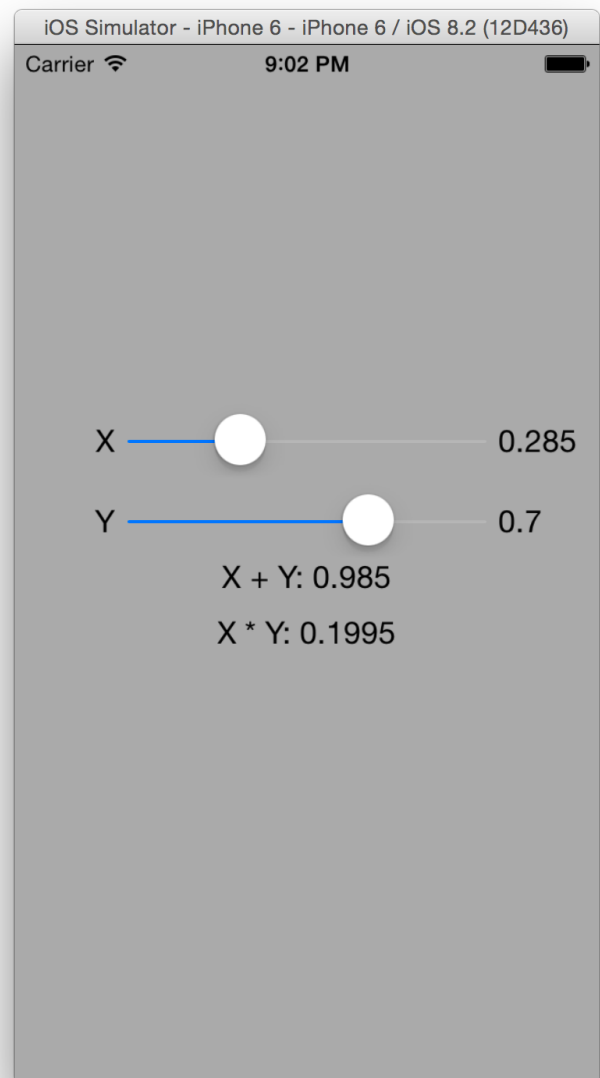 iOS Simulator - iPhone 6 - iPhone 6 / iOS 8.2 (12D436)
Carrier 9:02 PM
X 0.285
Y 0.7
X + Y: 0.985
X * Y: 0.1995